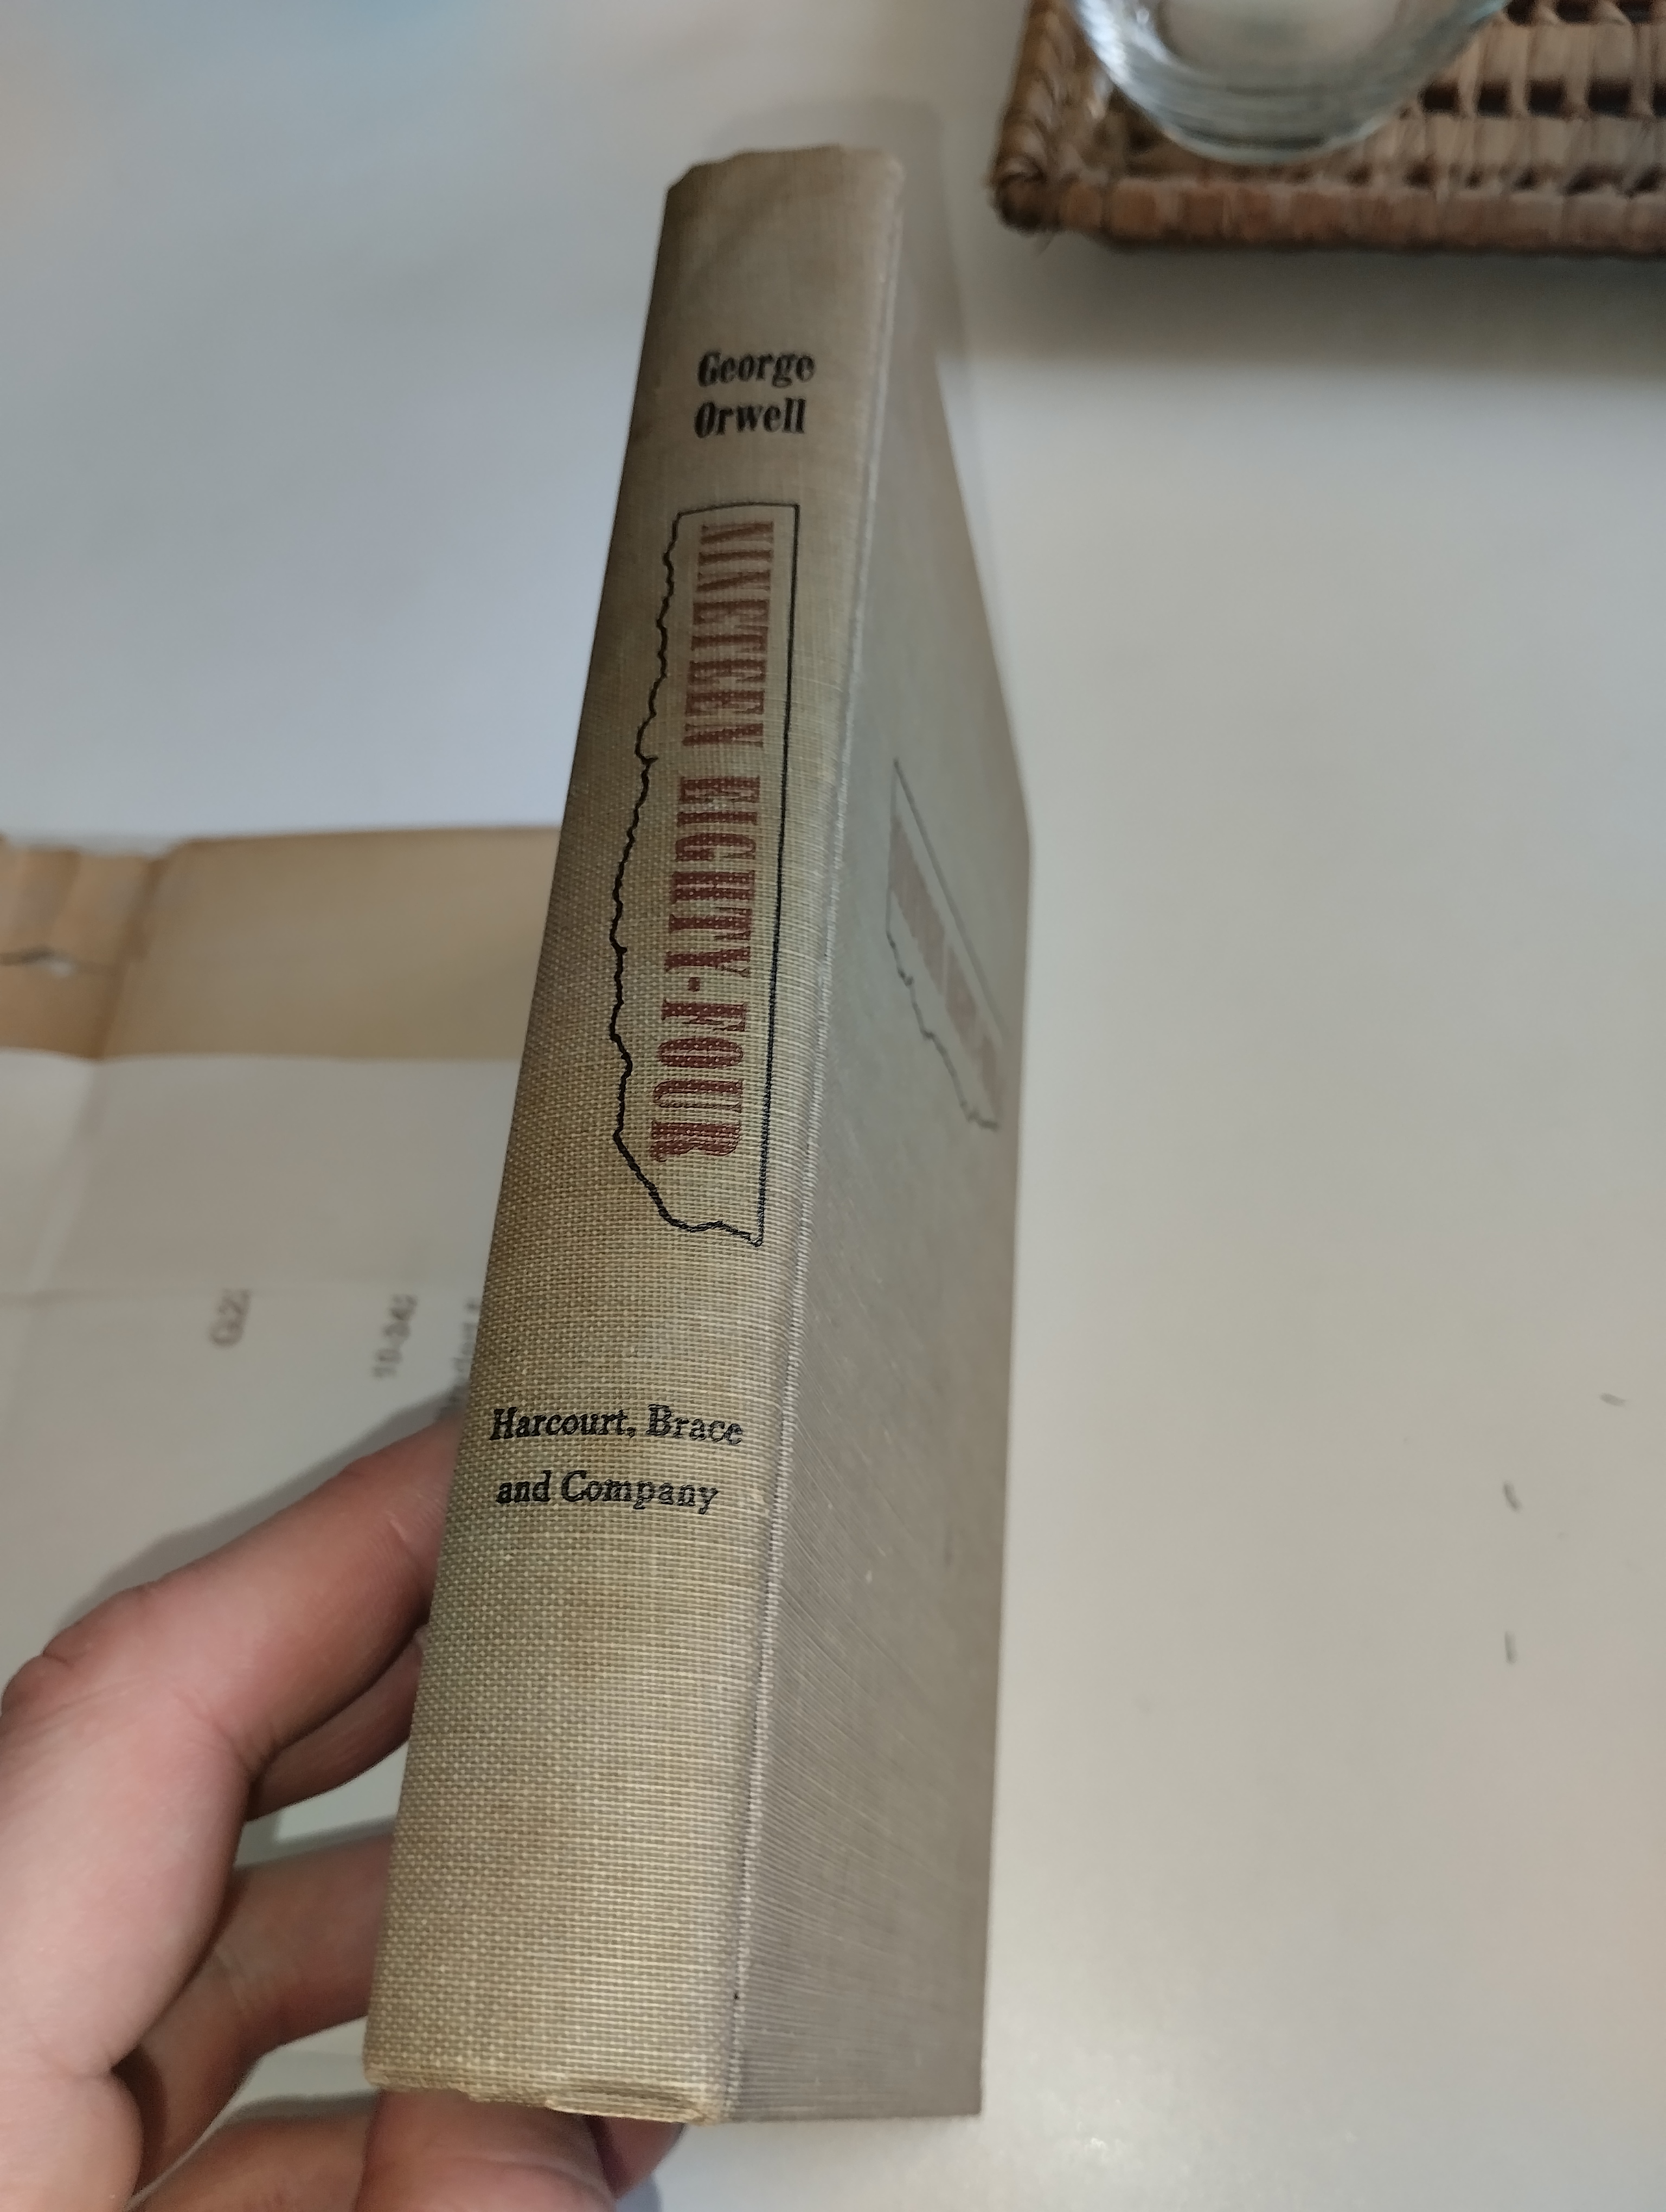 George
Orwell
NINETEEN EIGHTY-FOUR
Harcourt, Brace
and Company